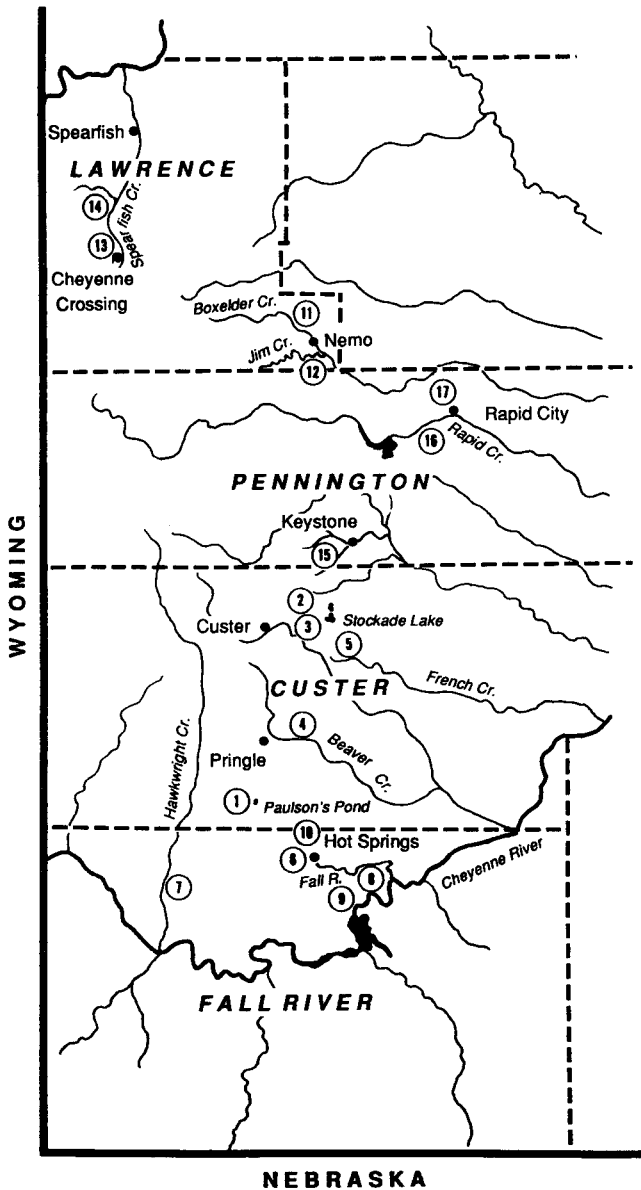 Spearfish
LAWRENCE
14
Spearfish Cr.
13
Cheyenne
Crossing
Boxelder Cr.
11
Nemo
Jim Cr.
12
17
Rapid City
16
Rapid Cr.
PENNINGTON
Keystone
15
WYOMING
2
Stockade Lake
Custer
3
5
CUSTER
French Cr.
4
Hawkwright Cr.
Beaver Cr.
Pringle
1
Paulson's Pond
10
Hot Springs
6
Fall R.
8
Cheyenne River
7
9
FALL RIVER
NEBRASKA